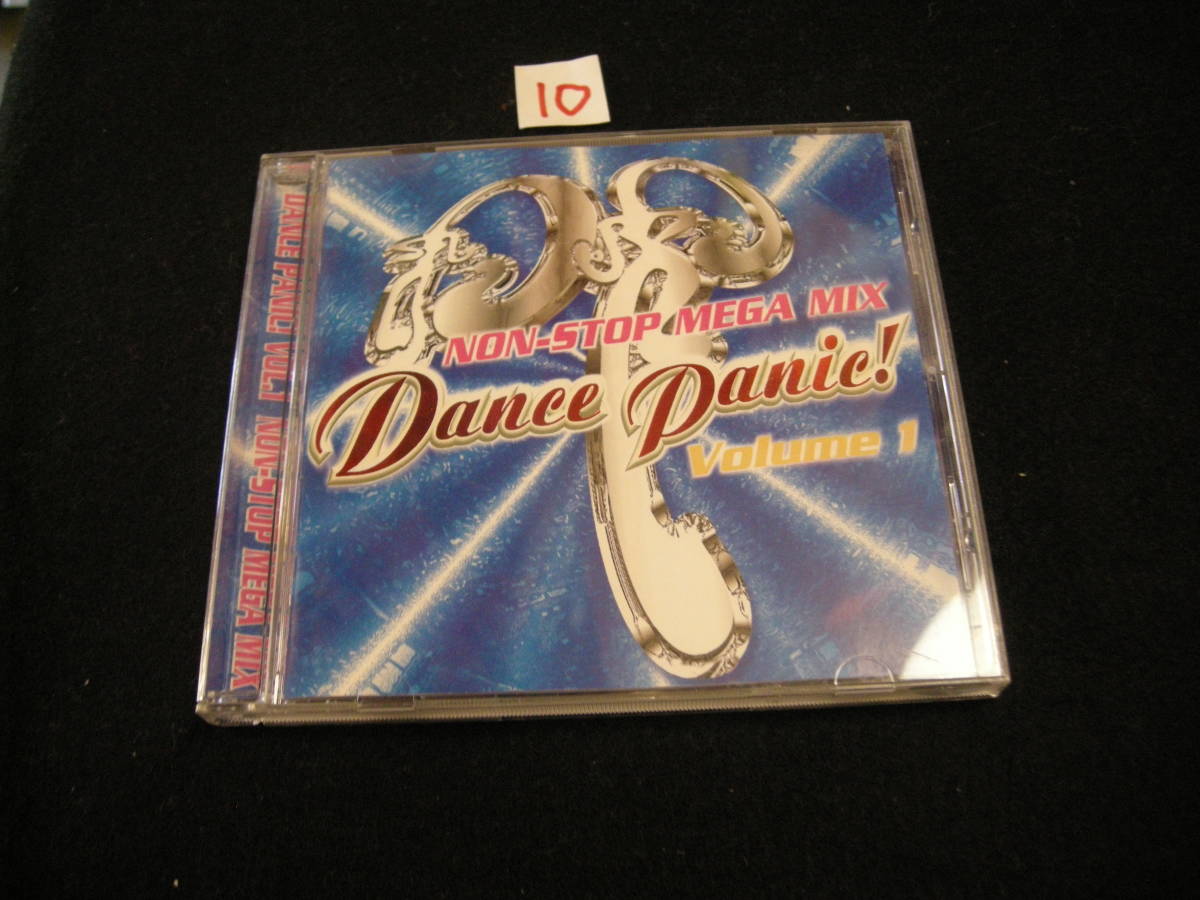 10
NON-STOP MEGA MIX
Dance Panic!
Volume 1
DANCE PANIC! VOL.1 NON-STOP MEGA MIX